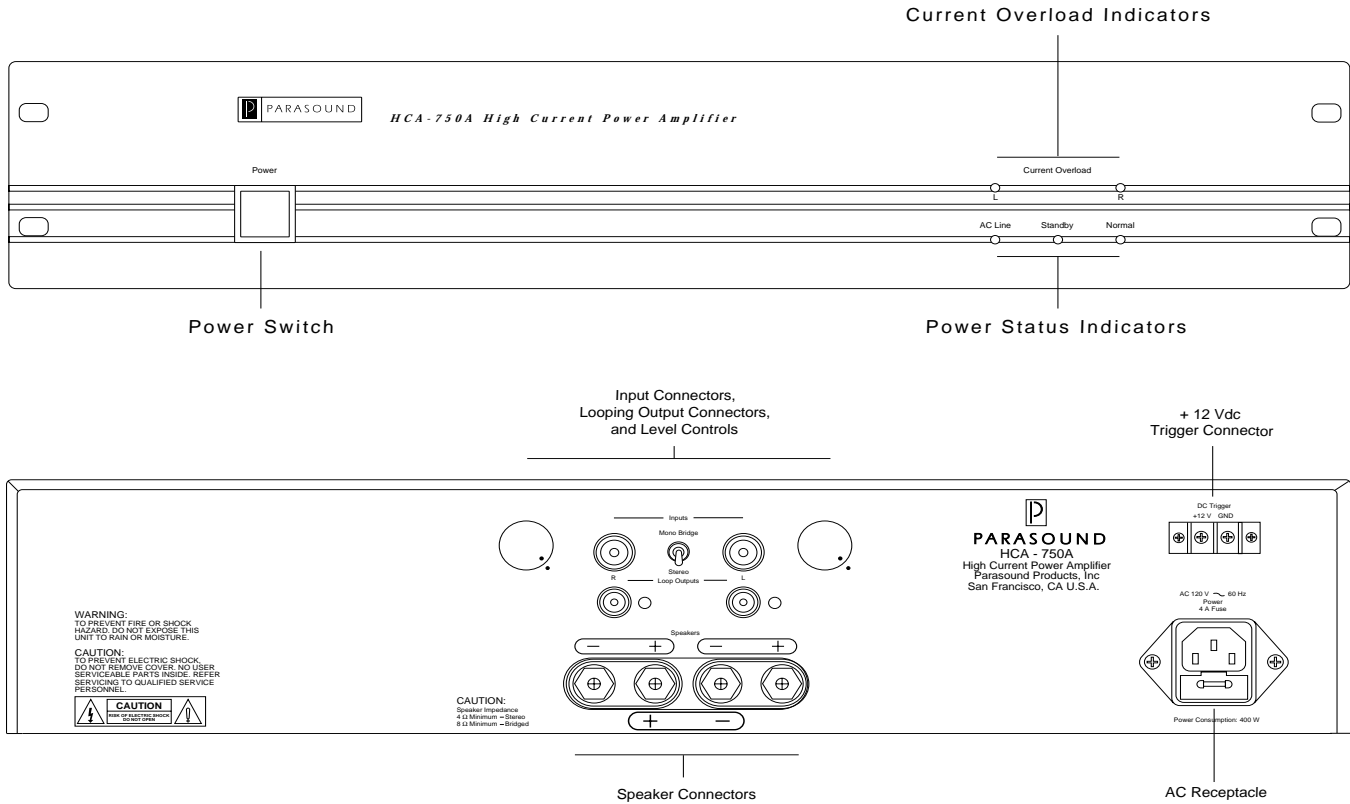 Current Overload Indicators
PARASOUND
HCA-750A High Current Power Amplifier
Power
Current Overload
L R
AC Line Standby Normal
Power Switch
Power Status Indicators
Input Connectors,
Looping Output Connectors,
and Level Controls
+ 12 Vdc
Trigger Connector
Inputs
Mono Bridge
Stereo
R L
Loop Outputs
PARASOUND
HCA - 750A
High Current Power Amplifier
Parasound Products, Inc
San Francisco, CA U.S.A.
DC Trigger
+12 V GND
AC 120 V ~ 60 Hz
Power
4 A Fuse
WARNING:
TO PREVENT FIRE OR SHOCK
HAZARD. DO NOT EXPOSE THIS
UNIT TO RAIN OR MOISTURE.
CAUTION:
TO PREVENT ELECTRIC SHOCK,
DO NOT REMOVE COVER. NO USER
SERVICEABLE PARTS INSIDE. REFER
SERVICING TO QUALIFIED SERVICE
PERSONNEL.
CAUTION
RISK OF ELECTRIC SHOCK
DO NOT OPEN
Speakers
− + − +
CAUTION:
Speaker Impedance
4 Ω Minimum – Stereo
8 Ω Minimum – Bridged
+ −
Power Consumption: 400 W
Speaker Connectors
AC Receptacle